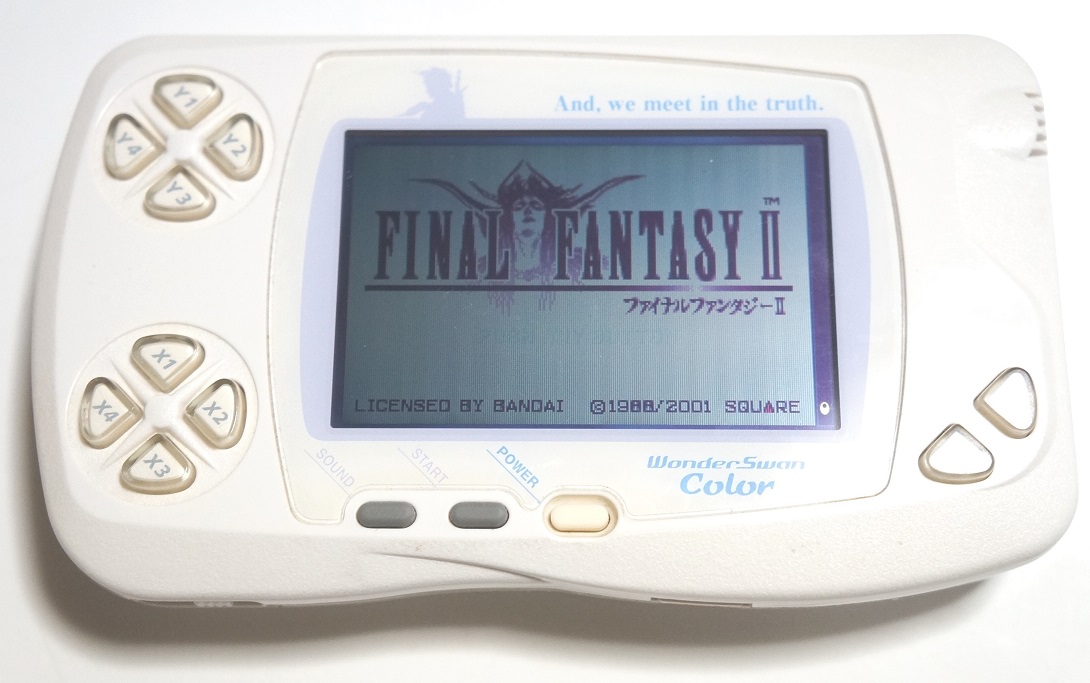 And, we meet in the truth.
Y1
Y4
Y2
Y3
FINAL FANTASY II
TM
ファイナルファンタジーII
LICENSED BY BANDAI ©1988/2001 SQUARE
X1
X4
X2
X3
SOUND
START
POWER
WonderSwan
Color